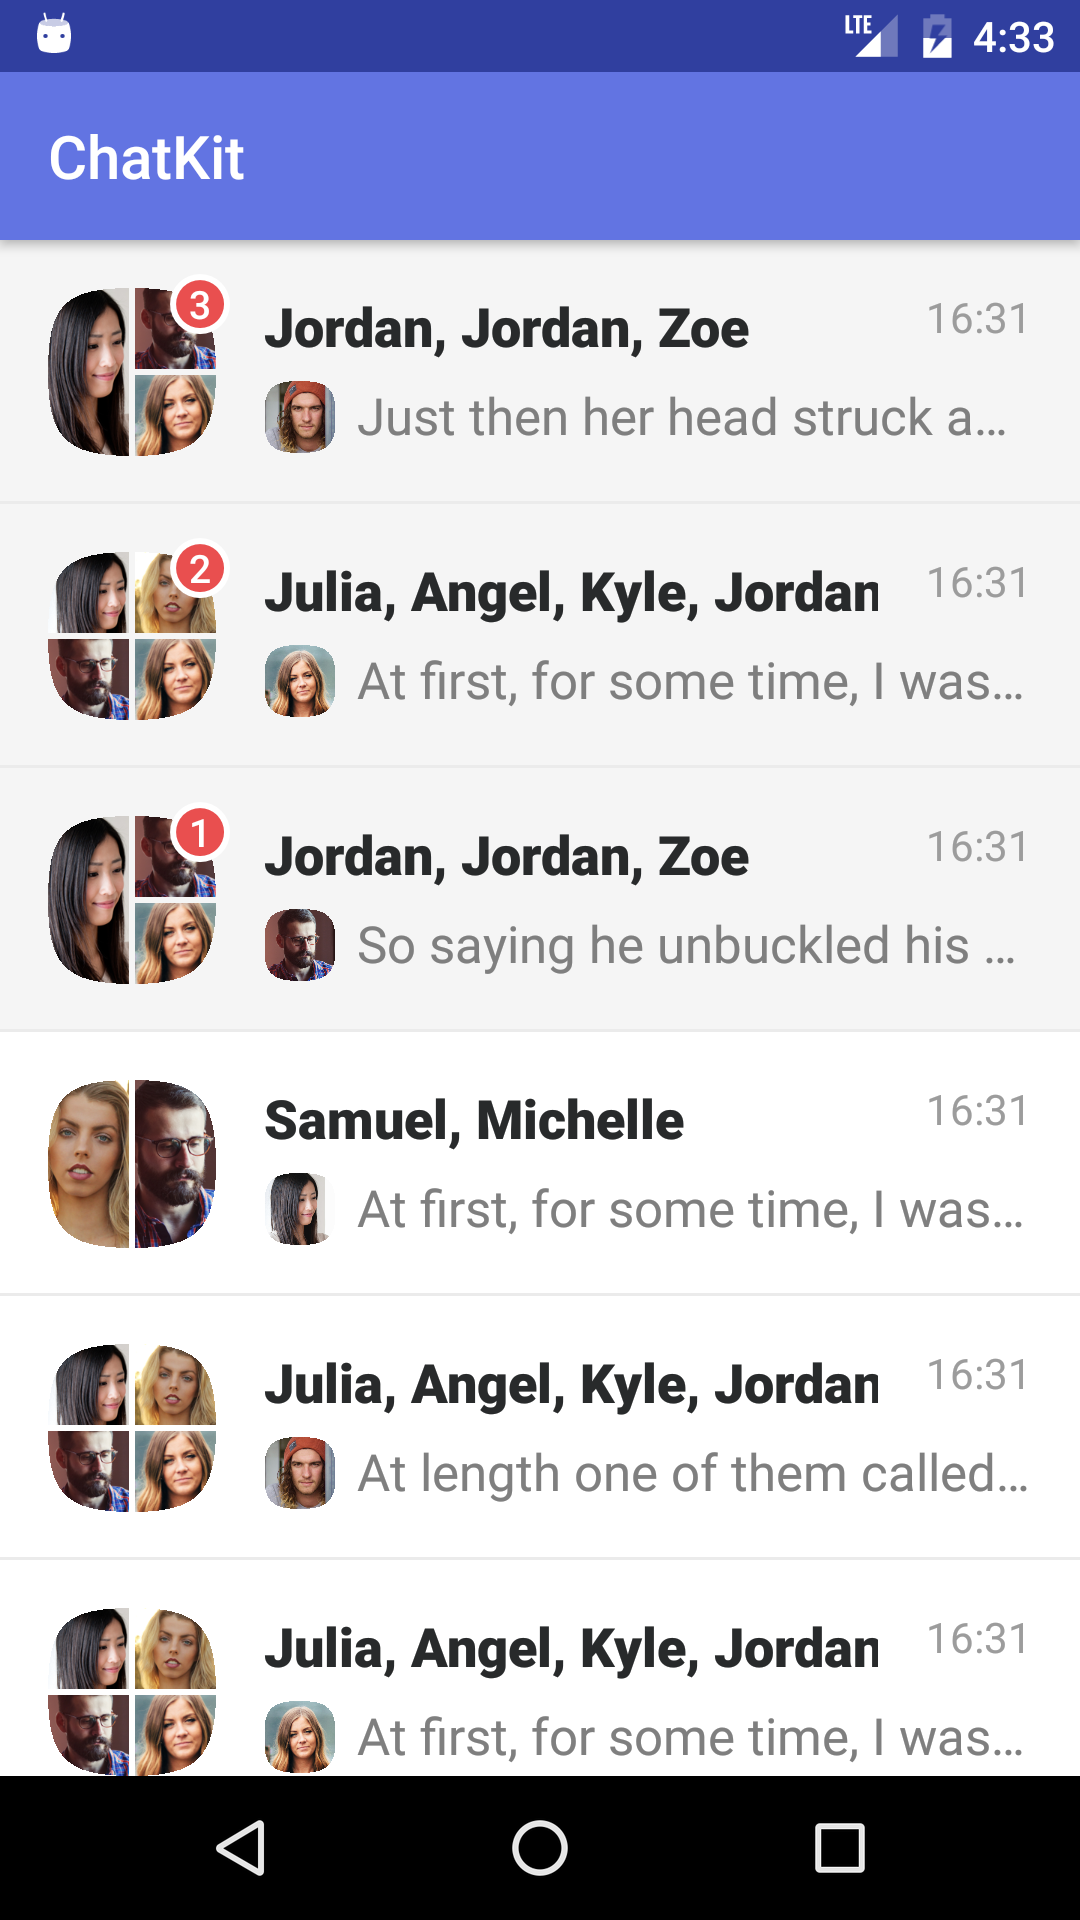 LTE 4:33
ChatKit
3
Jordan, Jordan, Zoe 16:31
Just then her head struck a...
2
Julia, Angel, Kyle, Jordan 16:31
At first, for some time, I was...
1
Jordan, Jordan, Zoe 16:31
So saying he unbuckled his ...
Samuel, Michelle 16:31
At first, for some time, I was...
Julia, Angel, Kyle, Jordan 16:31
At length one of them called...
Julia, Angel, Kyle, Jordan 16:31
At first, for some time, I was...